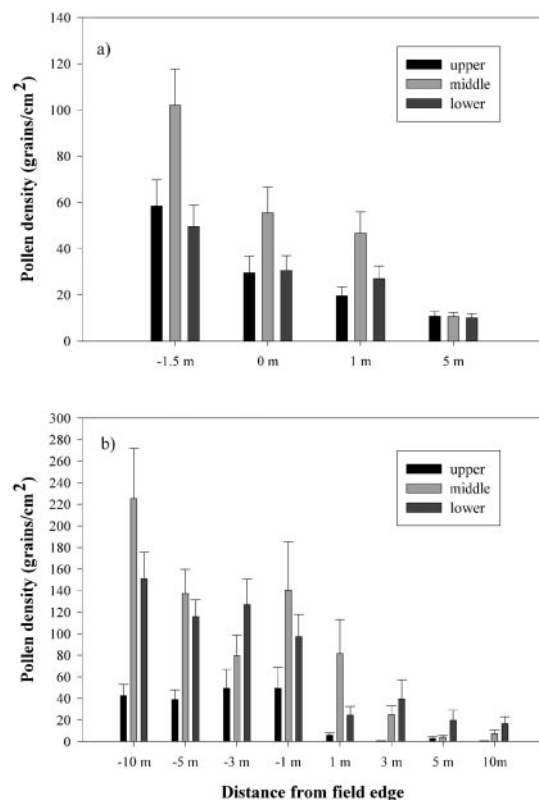 140
a)
upper
120
middle
lower
100
Pollen density (grains/cm²)
80
60
40
20
0
-1.5 m 0 m 1 m 5 m
300
b)
280
upper
260
middle
240
lower
220
200
Pollen density (grains/cm²)
180
160
140
120
100
80
60
40
20
0
-10 m -5 m -3 m -1 m 1 m 3 m 5 m 10m
Distance from field edge